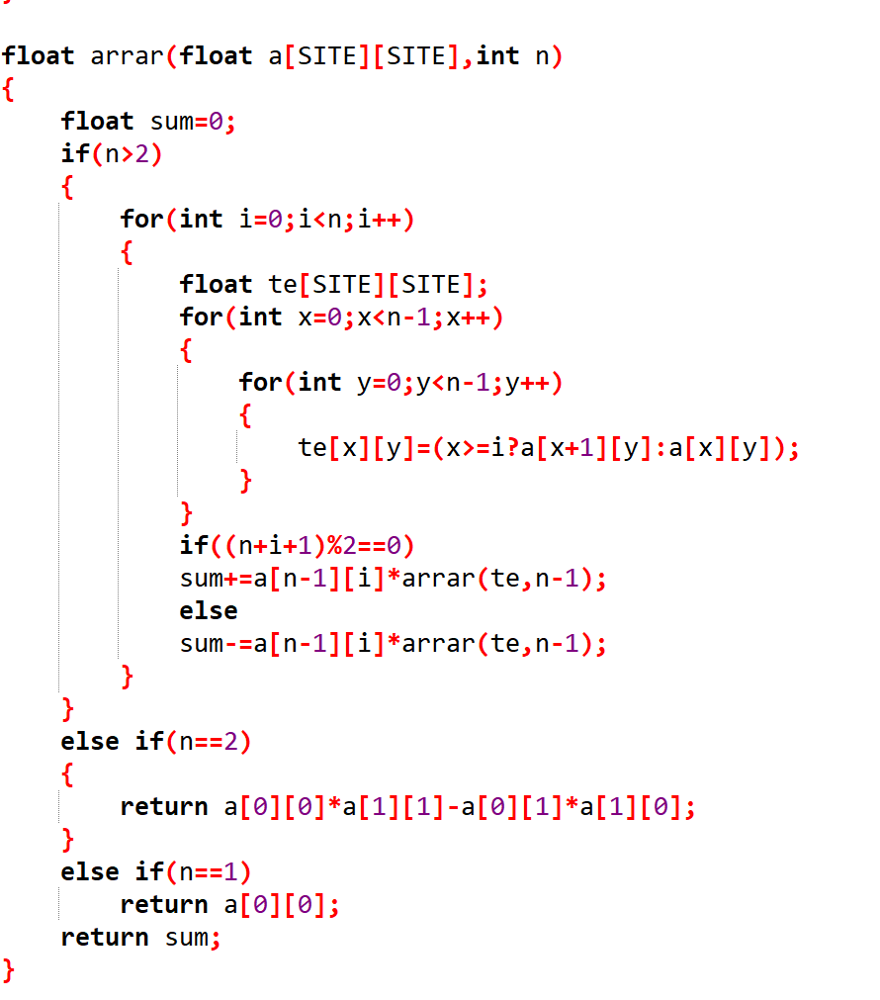 float arrar(float a[SITE][SITE],int n)
{
    float sum=0;
    if(n>2)
    {
        for(int i=0;i<n;i++)
        {
            float te[SITE][SITE];
            for(int x=0;x<n-1;x++)
            {
                for(int y=0;y<n-1;y++)
                {
                    te[x][y]=(x>=i?a[x+1][y]:a[x][y]);
                }
            }
            if((n+i+1)%2==0)
            sum+=a[n-1][i]*arrar(te,n-1);
            else
            sum-=a[n-1][i]*arrar(te,n-1);
        }
    }
    else if(n==2)
    {
        return a[0][0]*a[1][1]-a[0][1]*a[1][0];
    }
    else if(n==1)
        return a[0][0];
    return sum;
}